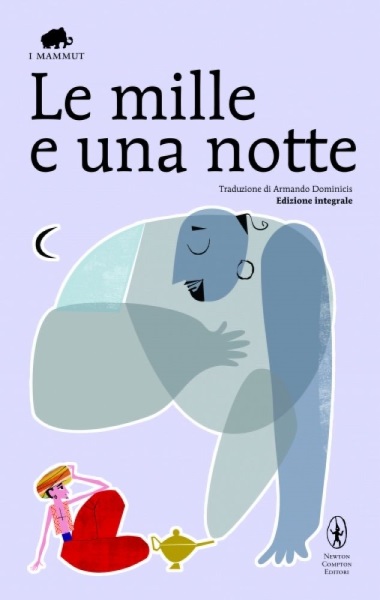 I MAMMUT
Le mille
e una notte
Traduzione di Armando Dominicis
Edizione integrale
NEWTON
COMPTON
EDITORI